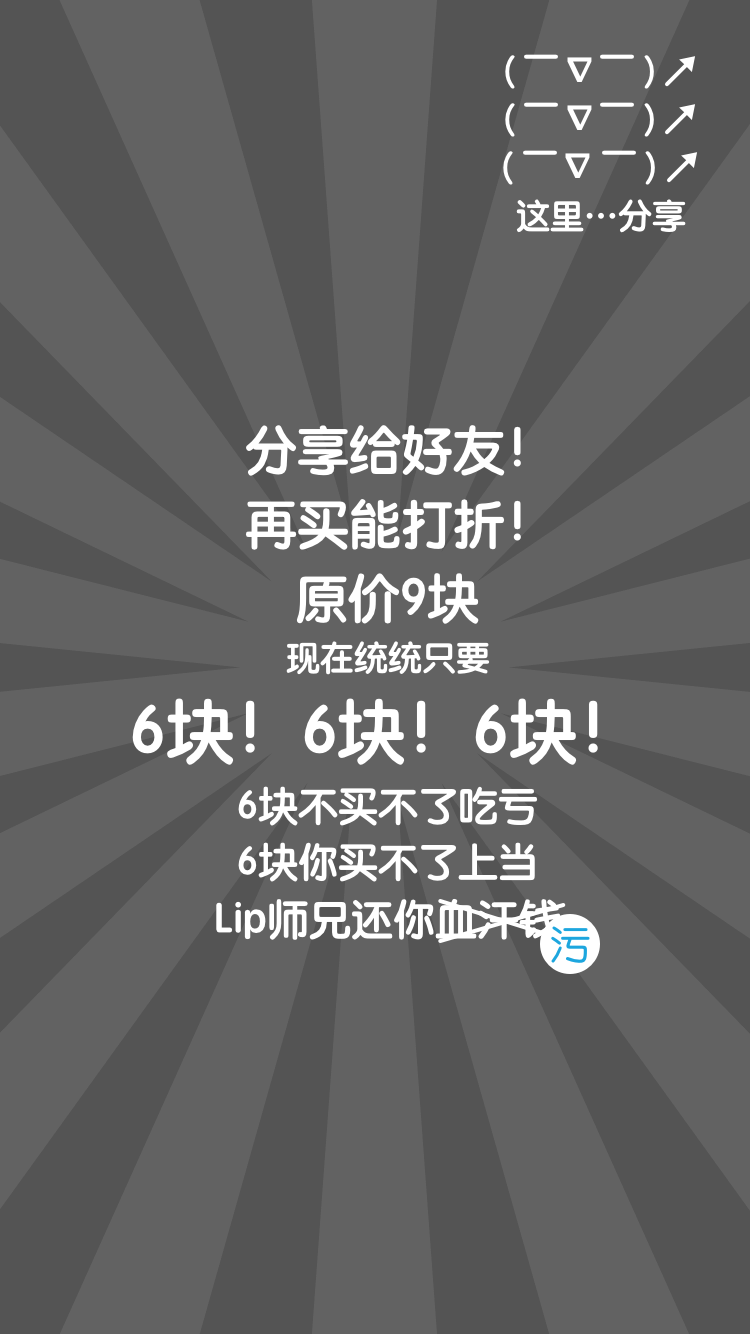 (￣▽￣)↗
(￣▽￣)↗
(￣▽￣)↗
这里…分享
分享给好友!
再买能打折!
原价9块
现在统统只要
6块! 6块! 6块!
6块不买不了吃亏
6块你买不了上当
Lip师兄还你血汗钱
污